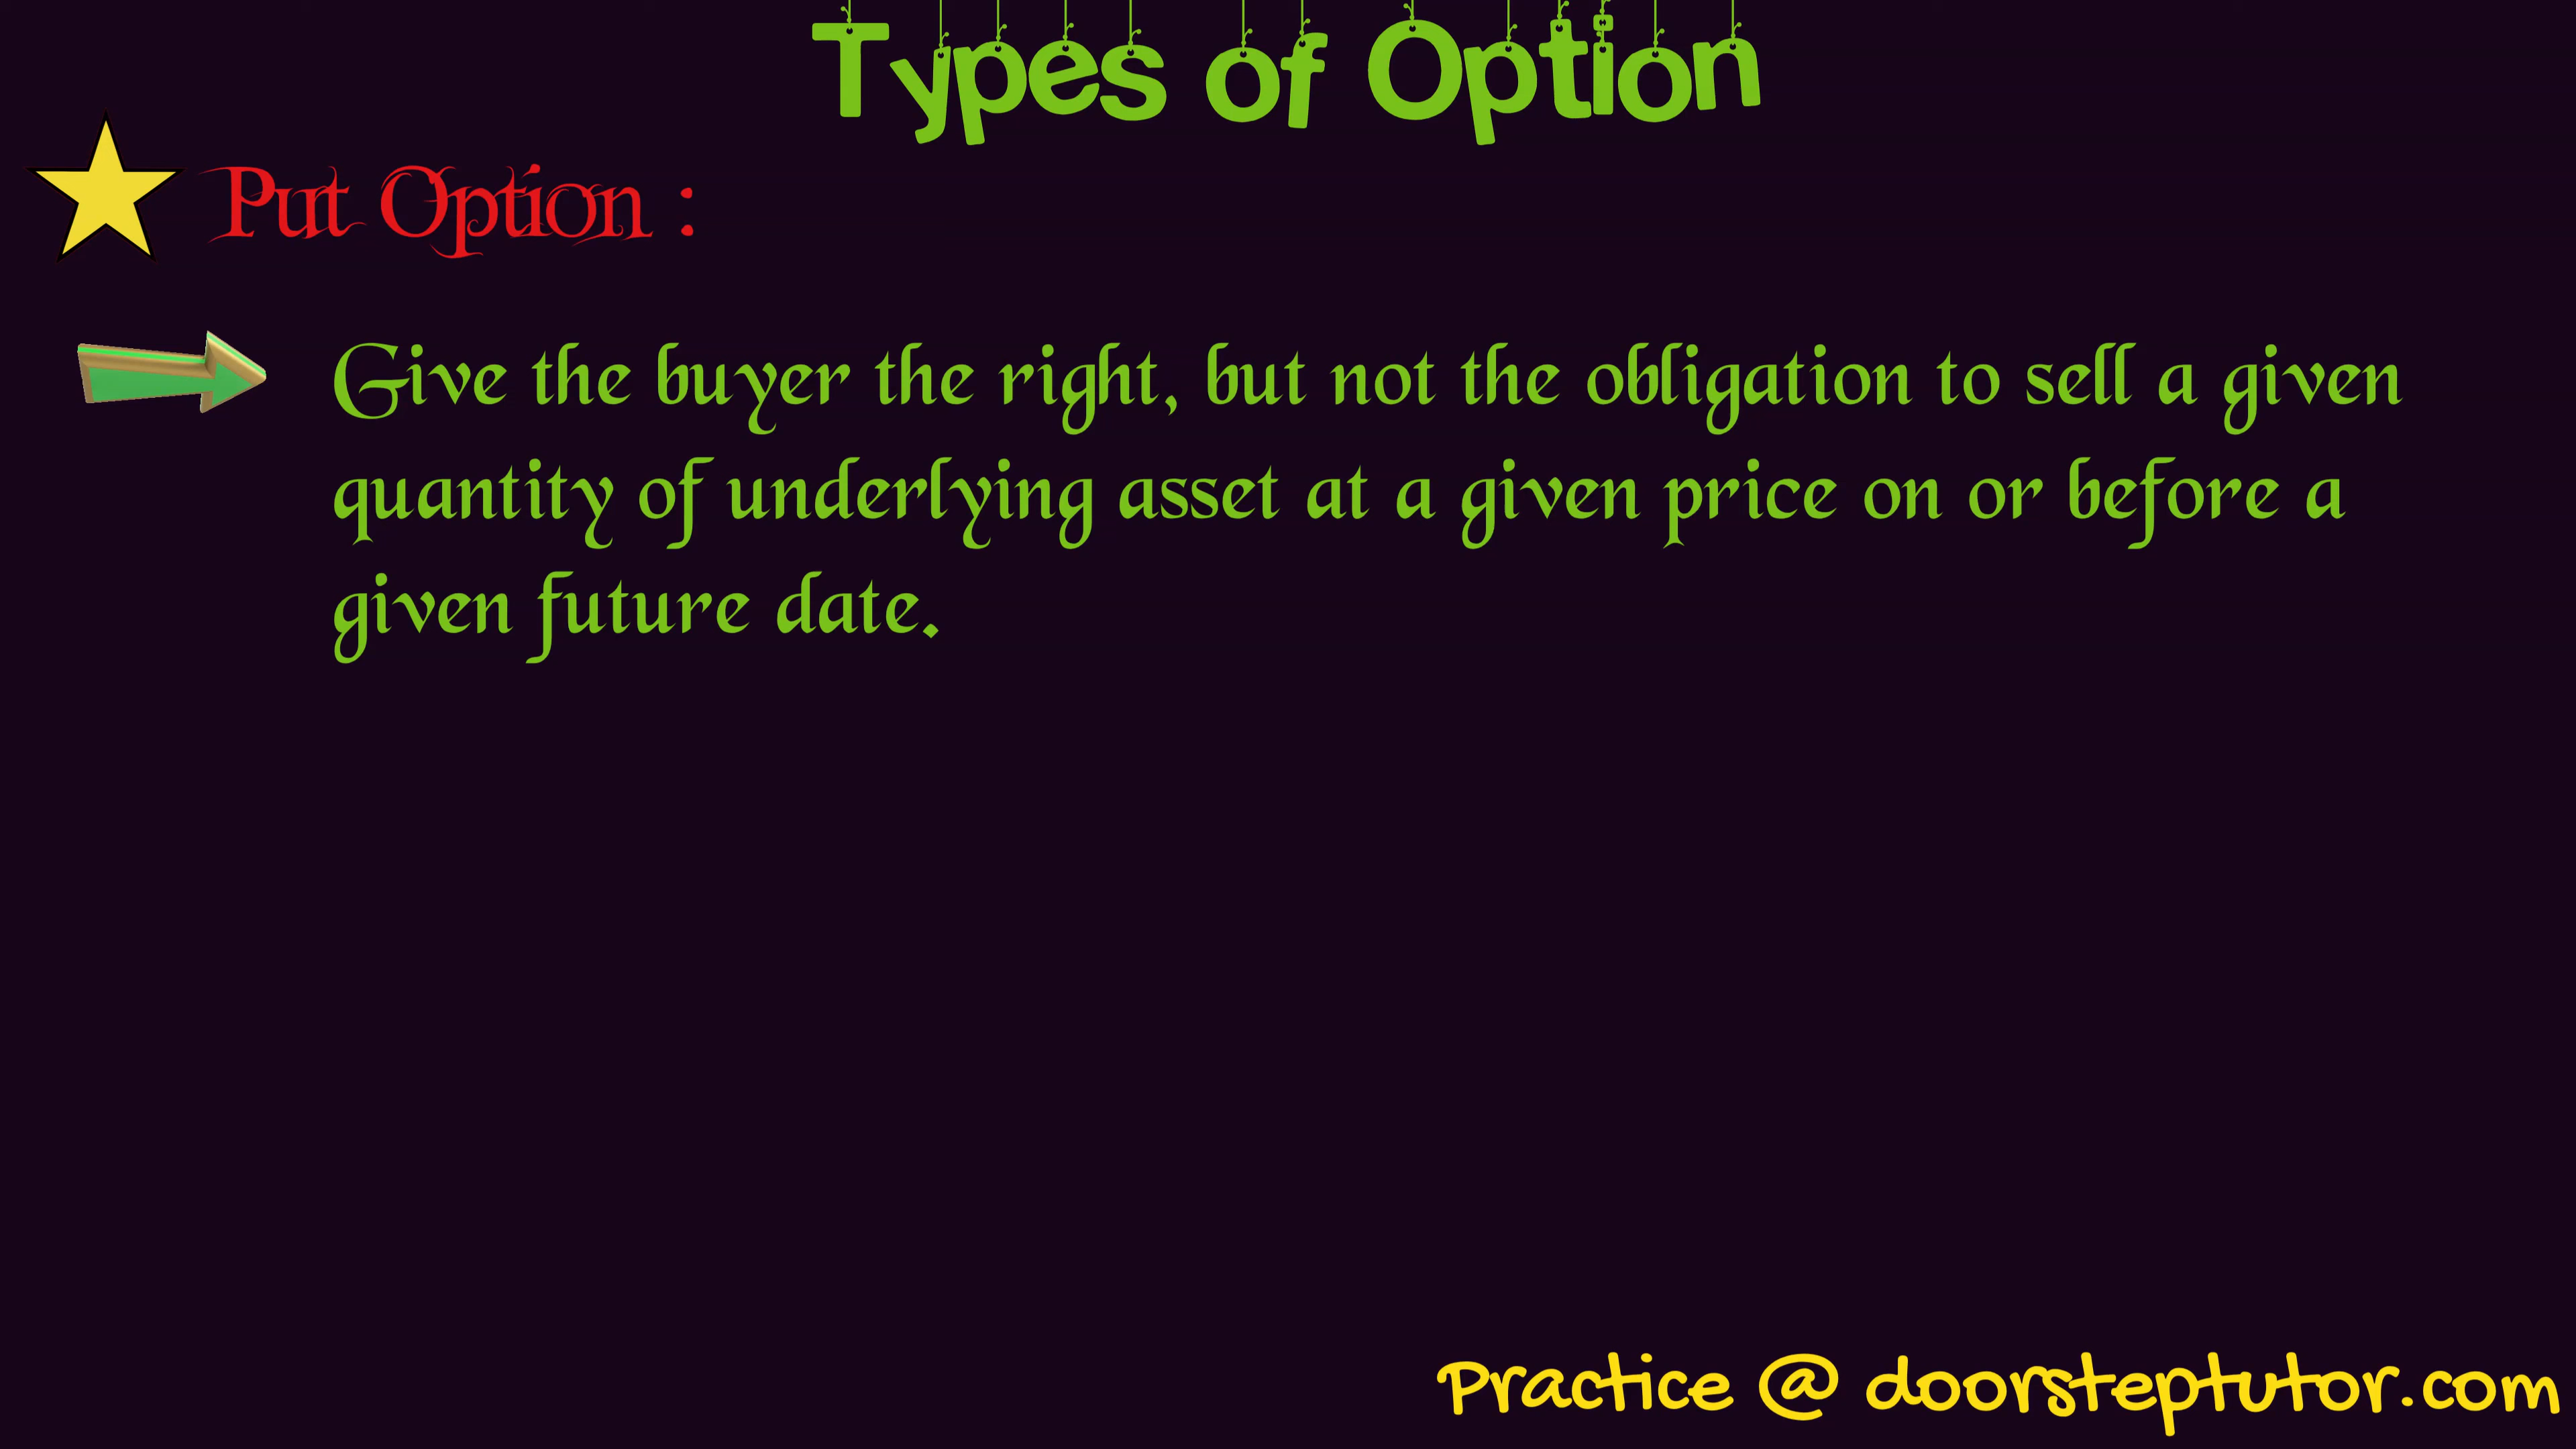 Types of Option
Put Option :
Give the buyer the right, but not the obligation to sell a given
quantity of underlying asset at a given price on or before a
given future date.
Practice @ doorsteptutor.com